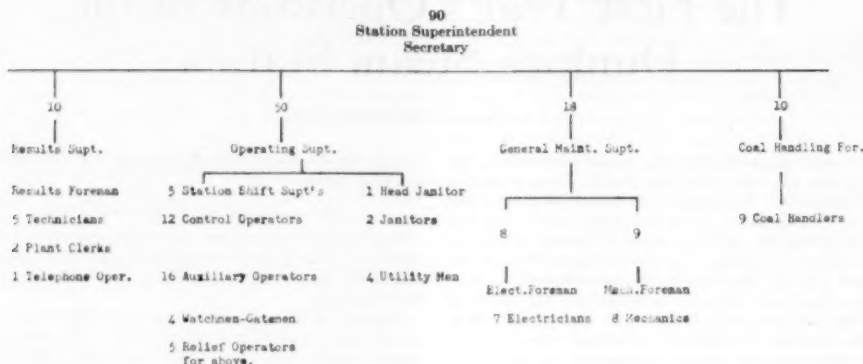 90
Station Superintendent
Secretary
10
50
18
10
Results Supt.
Operating Supt.
General Maint. Supt.
Coal Handling For.
Results Foreman
5 Technicians
2 Plant Clerks
1 Telephone Oper.
5 Station Shift Supt's
12 Control Operators
16 Auxiliary Operators
4 Watchmen-Gatemen
5 Relief Operators
for above.
1 Head Janitor
2 Janitors
4 Utility Men
8
Elect.Foreman
7 Electricians
9
Mech.Foreman
8 Mechanics
9 Coal Handlers